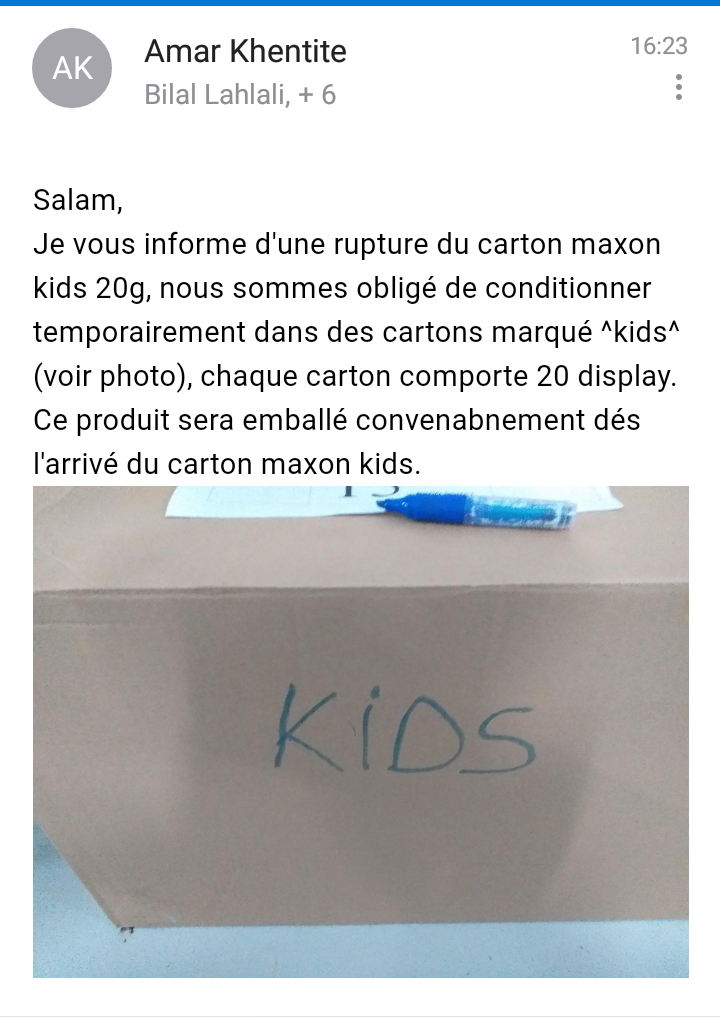 AK
Amar Khentite
16:23
Bilal Lahlali, + 6
Salam,
Je vous informe d'une rupture du carton maxon
kids 20g, nous sommes obligé de conditionner
temporairement dans des cartons marqué ^kids^
(voir photo), chaque carton comporte 20 display.
Ce produit sera emballé convenabnement dés
l'arrivé du carton maxon kids.
KiDS